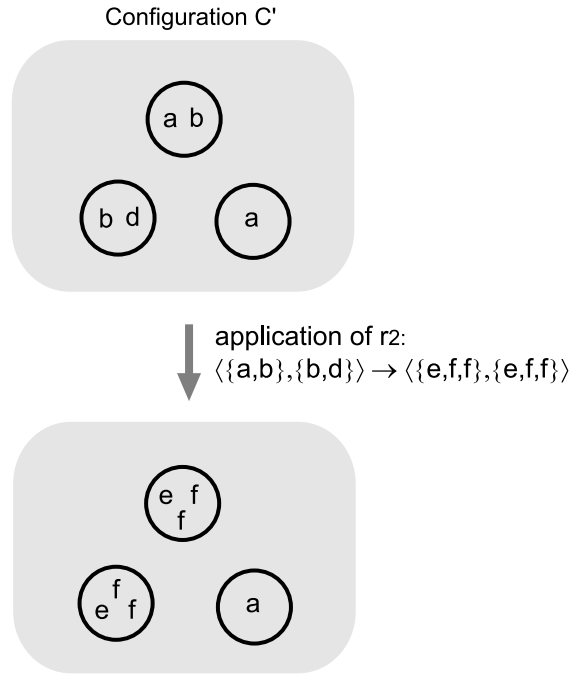 Configuration C'
a b
b d
a
application of r2:
⟨{a,b},{b,d}⟩ → ⟨{e,f,f},{e,f,f}⟩
e f
f
f
e f
a